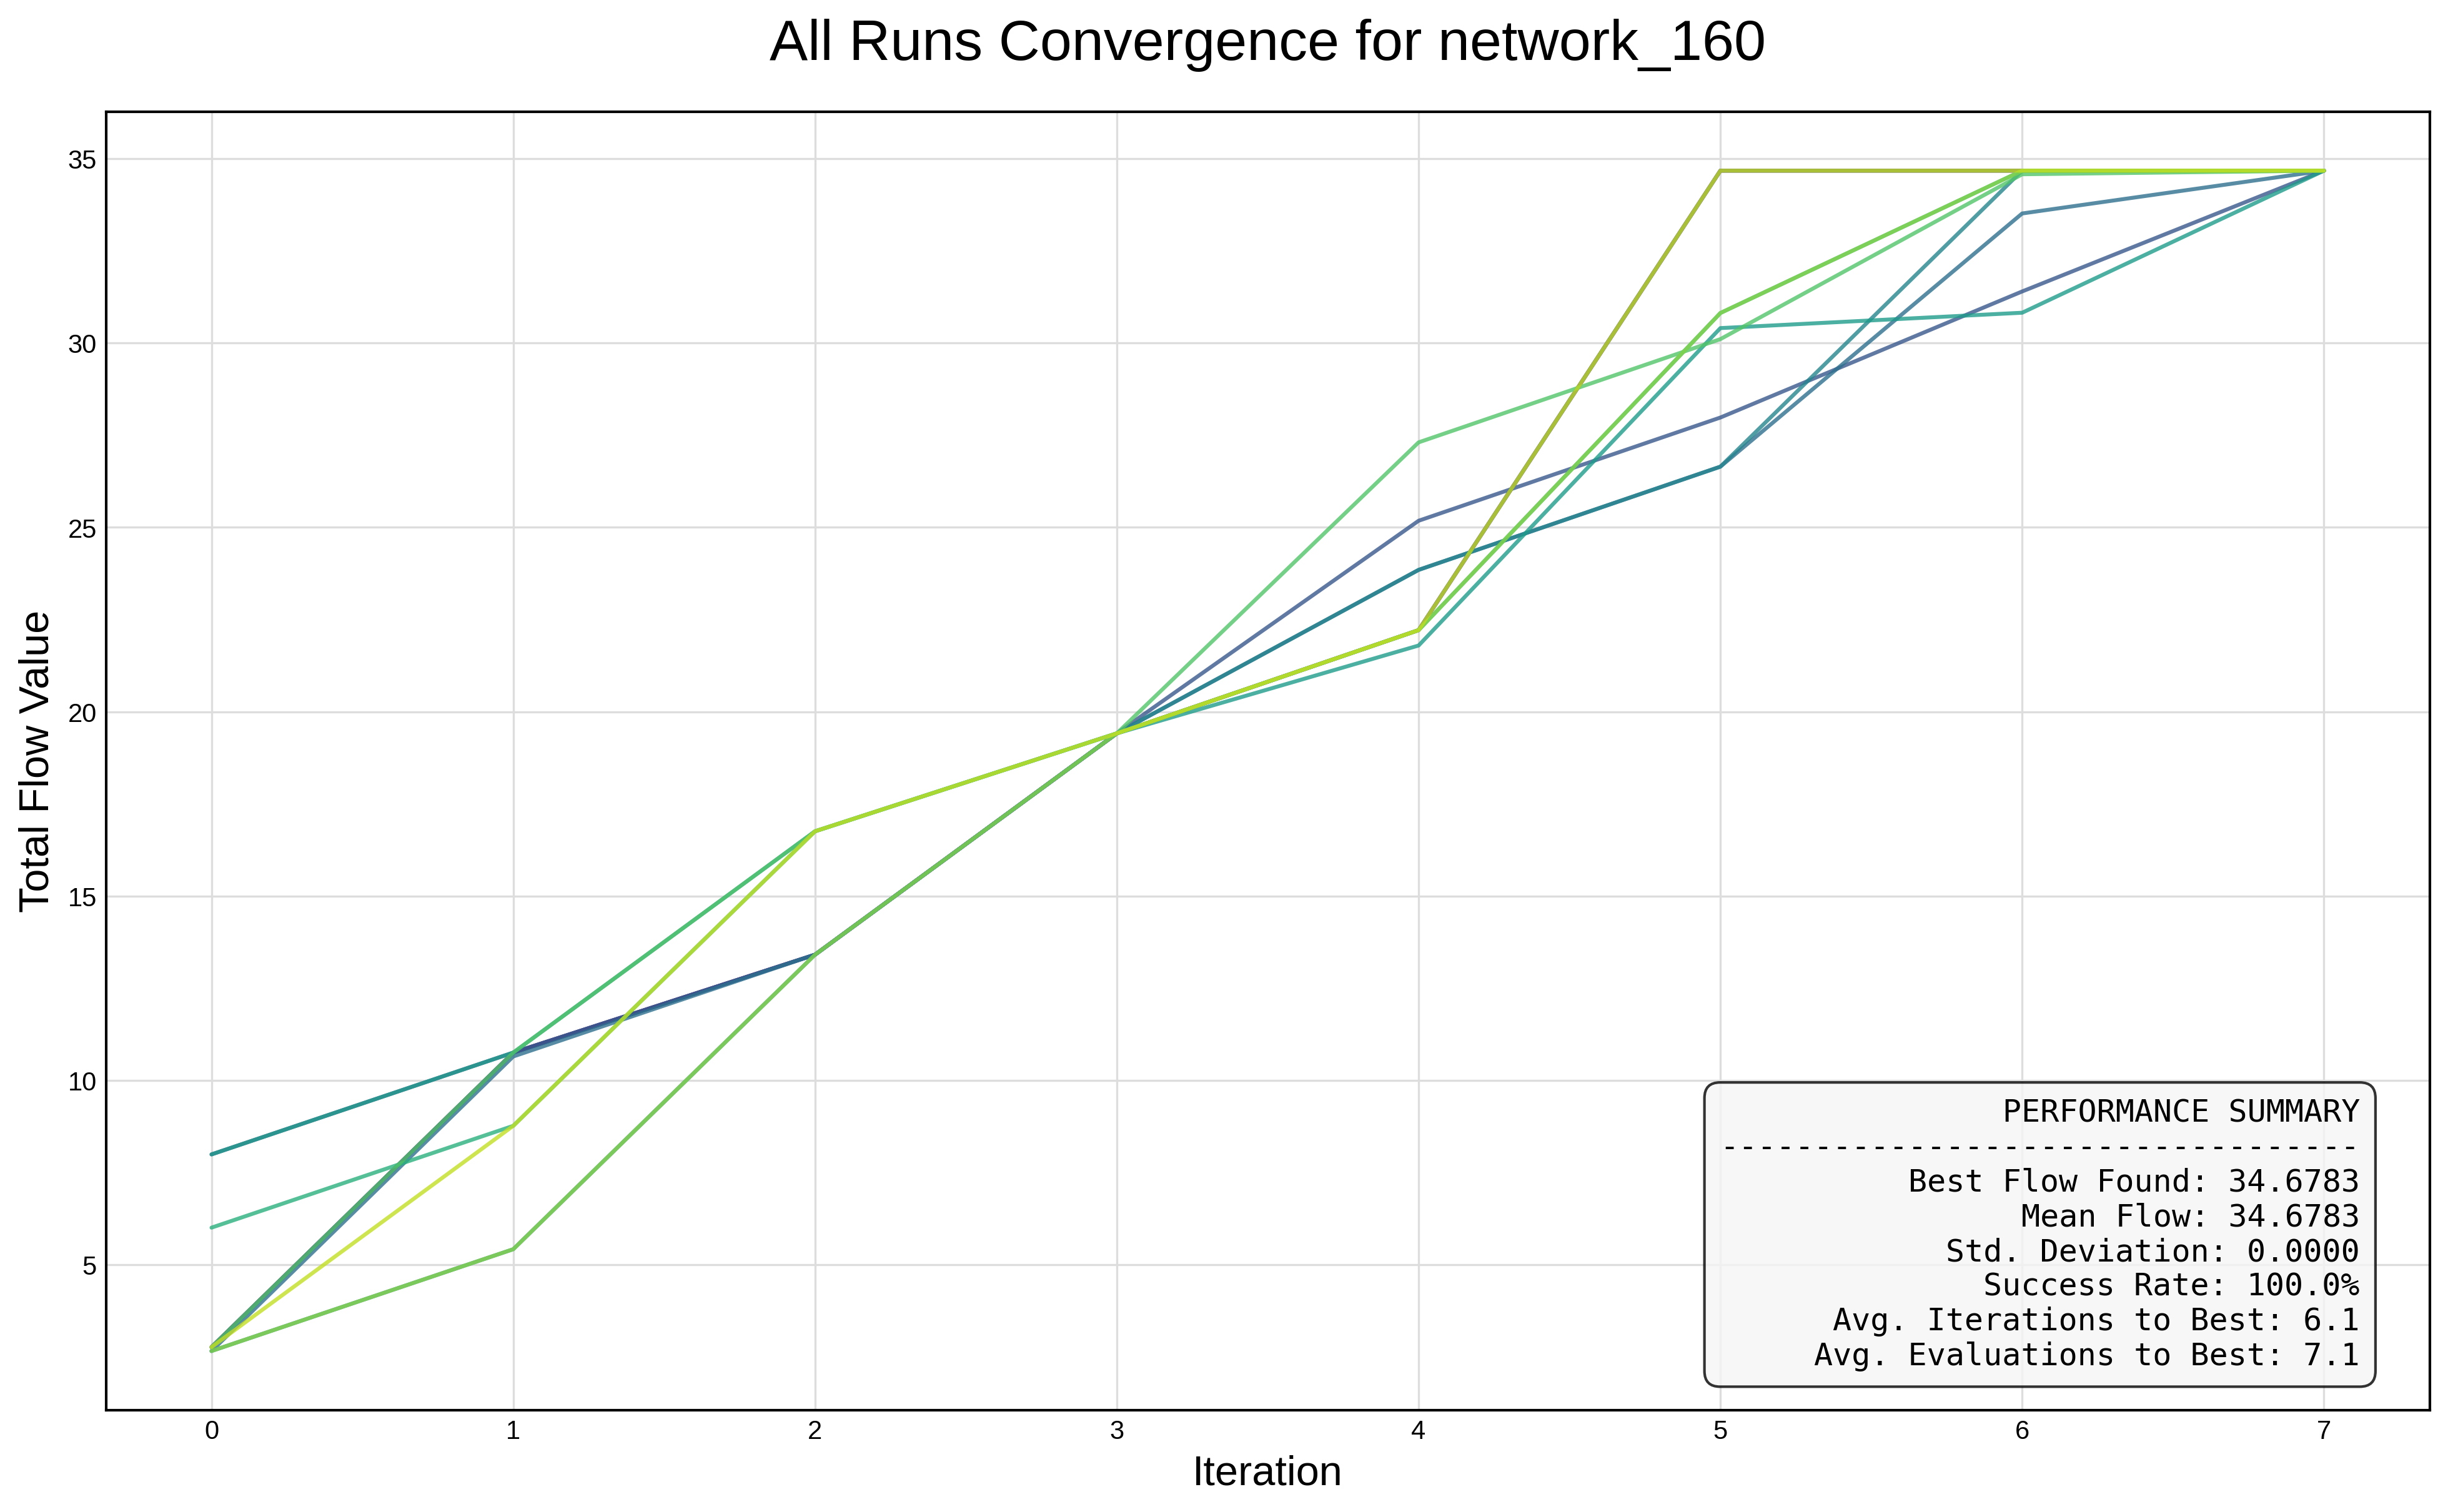 All Runs Convergence for network_160
35
30
25
20
15
10
5
Total Flow Value
PERFORMANCE SUMMARY
----------------------------------
Best Flow Found: 34.6783
Mean Flow: 34.6783
Std. Deviation: 0.0000
Success Rate: 100.0%
Avg. Iterations to Best: 6.1
Avg. Evaluations to Best: 7.1
0 1 2 3 4 5 6 7
Iteration